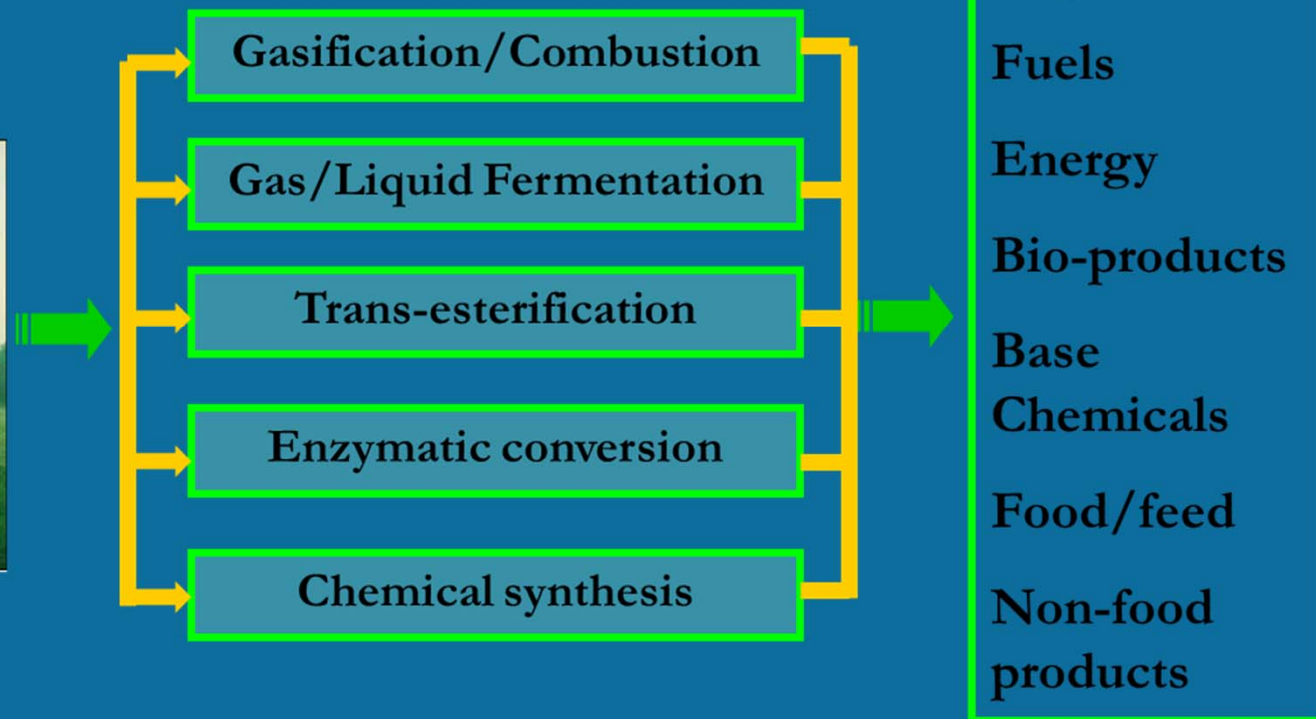 Gasification/Combustion
Gas/Liquid Fermentation
Trans-esterification
Enzymatic conversion
Chemical synthesis
Fuels
Energy
Bio-products
Base
Chemicals
Food/feed
Non-food
products